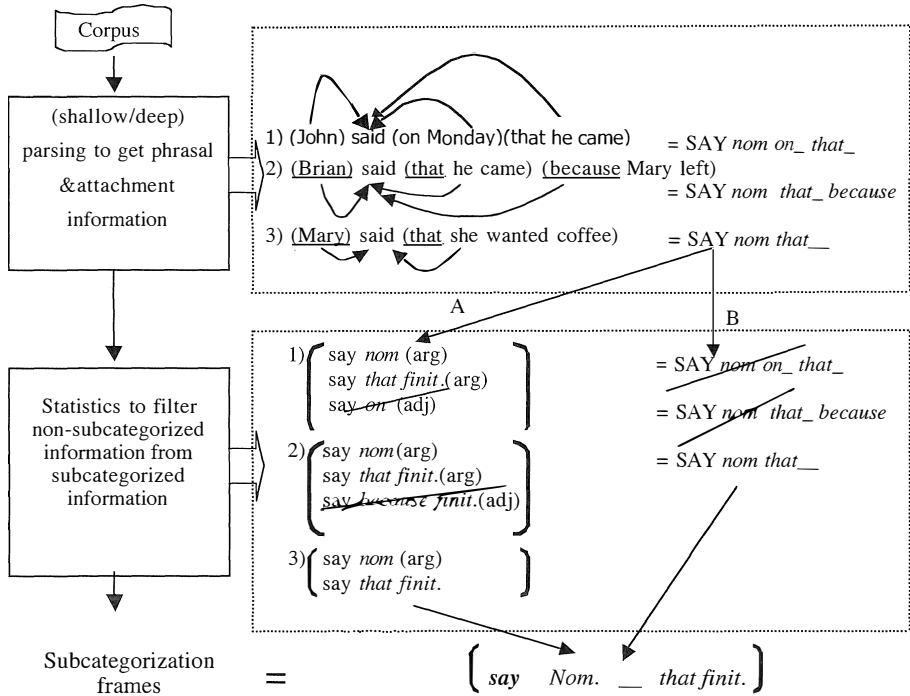 Corpus
(shallow/deep)
parsing to get phrasal
&attachment
information
1) (John) said (on Monday)(that he came)
= SAY nom on_ that_
2) (Brian) said (that he came) (because Mary left)
= SAY nom that_ because
3) (Mary) said (that she wanted coffee)
= SAY nom that__
A
B
Statistics to filter
non-subcategorized
information from
subcategorized
information
1) say nom (arg)
say that finit.(arg)
say on (adj)
2) say nom(arg)
say that finit.(arg)
say because finit.(adj)
3) say nom (arg)
say that finit.
= SAY nom on_ that_
= SAY nom that_ because
= SAY nom that__
Subcategorization
frames
= say Nom. __ that finit.